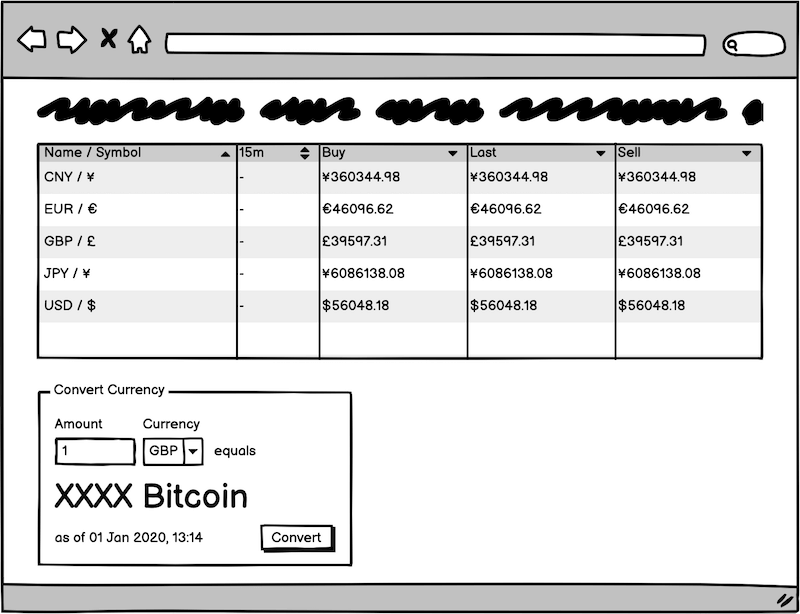 Name / Symbol 15m Buy Last Sell
CNY / ¥ - ¥360344.98 ¥360344.98 ¥360344.98
EUR / € - €46096.62 €46096.62 €46096.62
GBP / £ - £39597.31 £39597.31 £39597.31
JPY / ¥ - ¥6086138.08 ¥6086138.08 ¥6086138.08
USD / $ - $56048.18 $56048.18 $56048.18
Convert Currency
Amount Currency
1 GBP equals
XXXX Bitcoin
as of 01 Jan 2020, 13:14 Convert